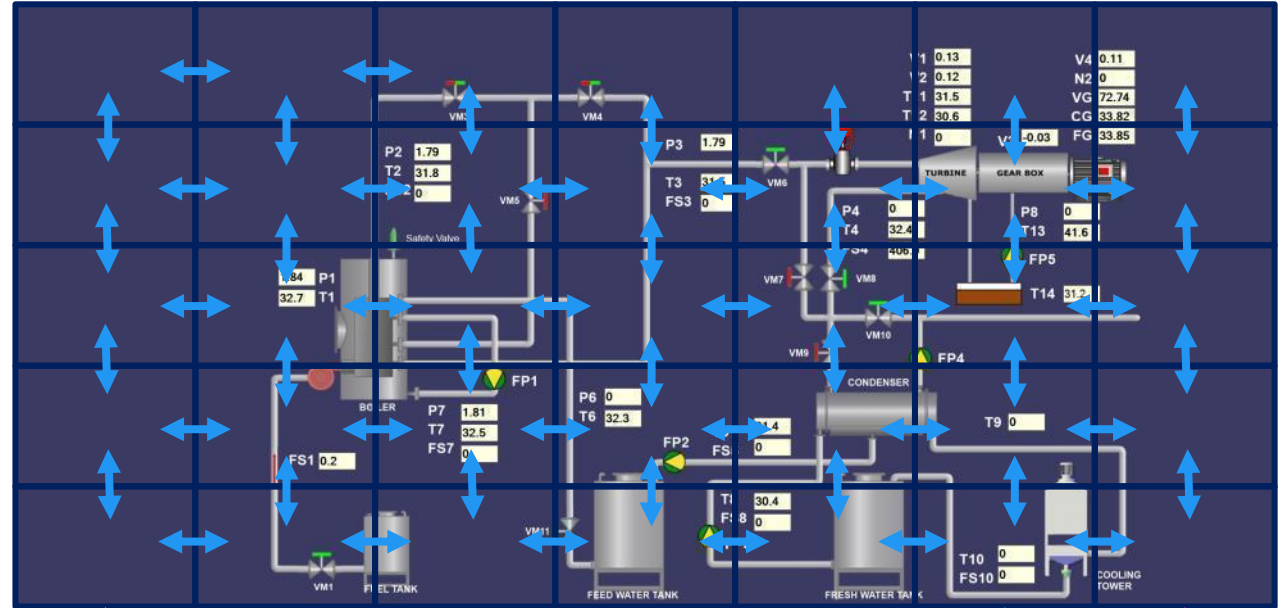 V1 0.13
V4 0.11
V2 0.12
N2 0
31.5
VG 72.74
30.6
CG 33.82
0
-0.03
FG 33.85
VM4
P2 1.79
T2 31.8
0
P3 1.79
T3
FS3 0
VM6
TURBINE
GEAR BOX
VM5
P4 0
T4 32.4
P8 0
T13 41.6
FP5
Safety Valve
P1
32.7 T1
VM7
VM8
T14 31.2
VM10
VM9
FP4
FP1
CONDENSER
BOILER
P7 1.81
T7 32.5
FS7
P6 0
T6 32.3
T9 0
FP2
0
FS1 0.2
T8 30.4
FS8 0
VM11
T10 0
FS10 0
COOLING
TOWER
VM1
FUEL TANK
FEED WATER TANK
FRESH WATER TANK